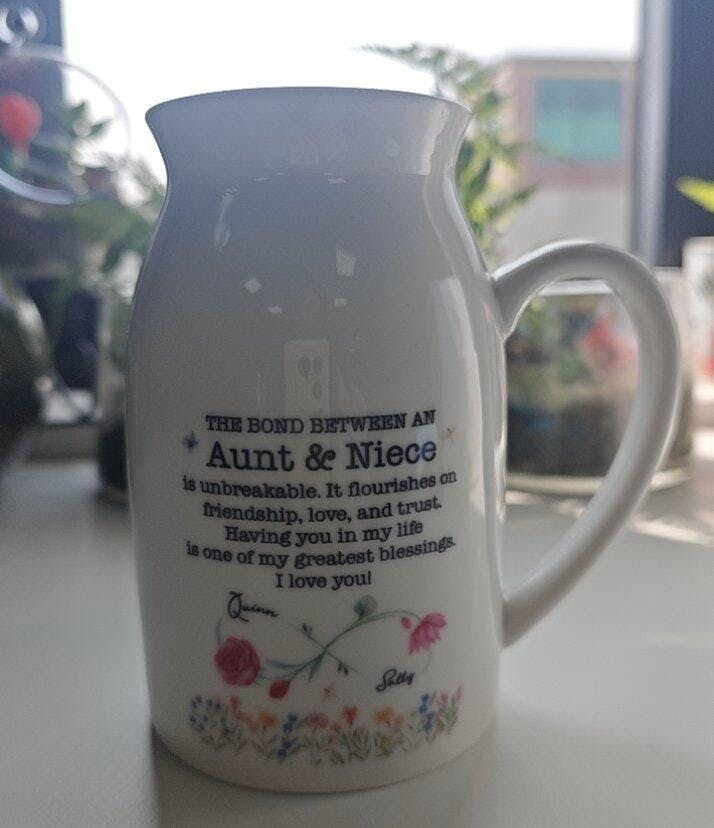 THE BOND BETWEEN AN
Aunt & Niece
is unbreakable. It flourishes on
friendship, love, and trust.
Having you in my life
is one of my greatest blessings.
I love you!
Quinn
Sally